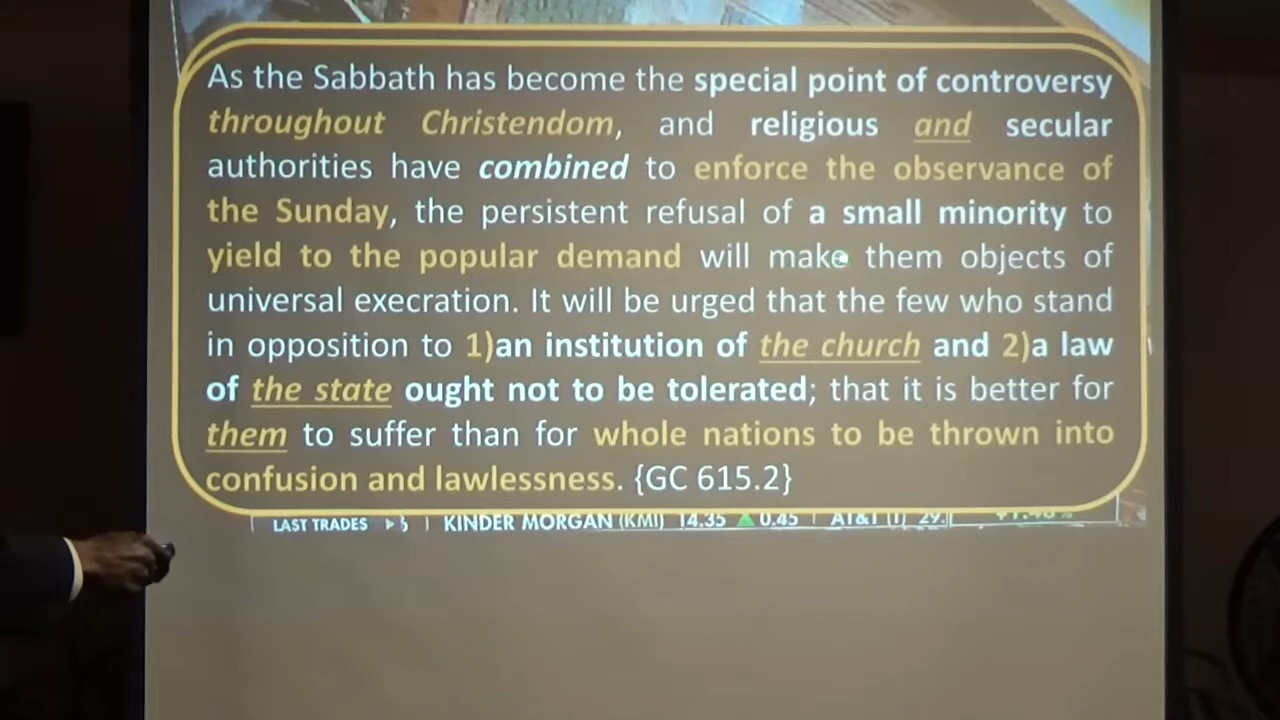 As the Sabbath has become the special point of controversy
throughout Christendom, and religious and secular
authorities have combined to enforce the observance of
the Sunday, the persistent refusal of a small minority to
yield to the popular demand will make them objects of
universal execration. It will be urged that the few who stand
in opposition to 1)an institution of the church and 2)a law
of the state ought not to be tolerated; that it is better for
them to suffer than for whole nations to be thrown into
confusion and lawlessness. {GC 615.2}
LAST TRADES KINDER MORGAN (KMI) 14.35 ▲ 0.45 AT&T (T) 29.